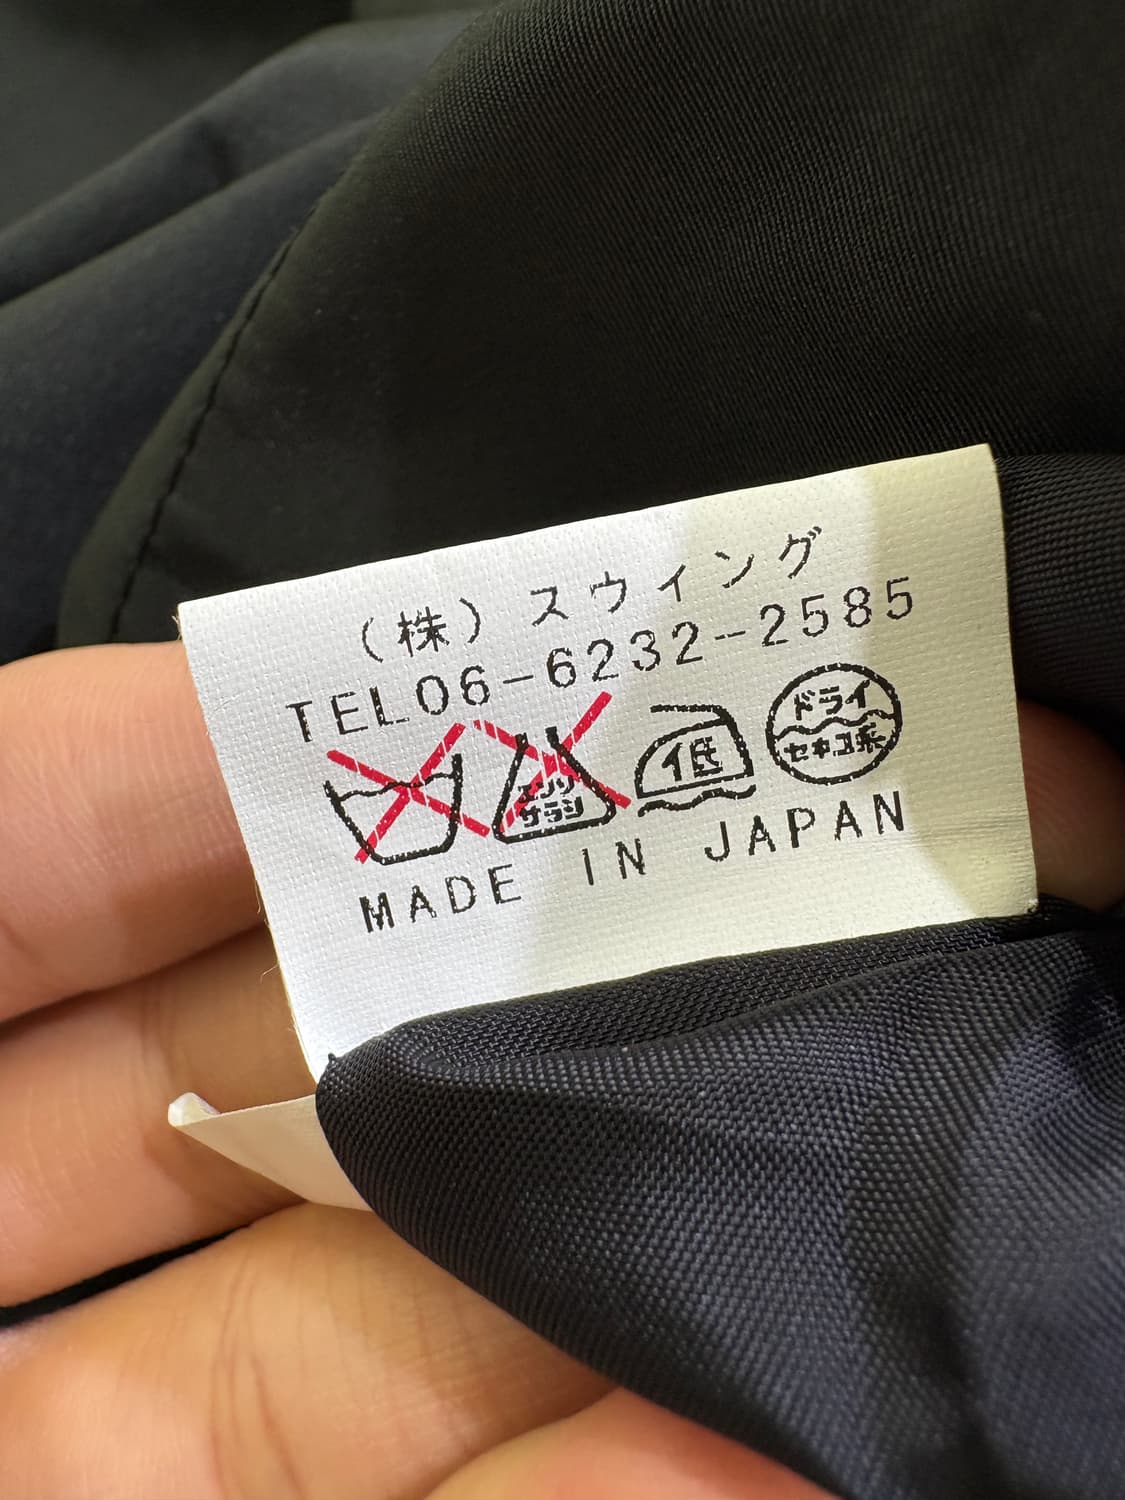 (株)スウィング
TEL06-6232-2585
エンソ
サラシ
低
ドライ
セキユ系
MADE IN JAPAN